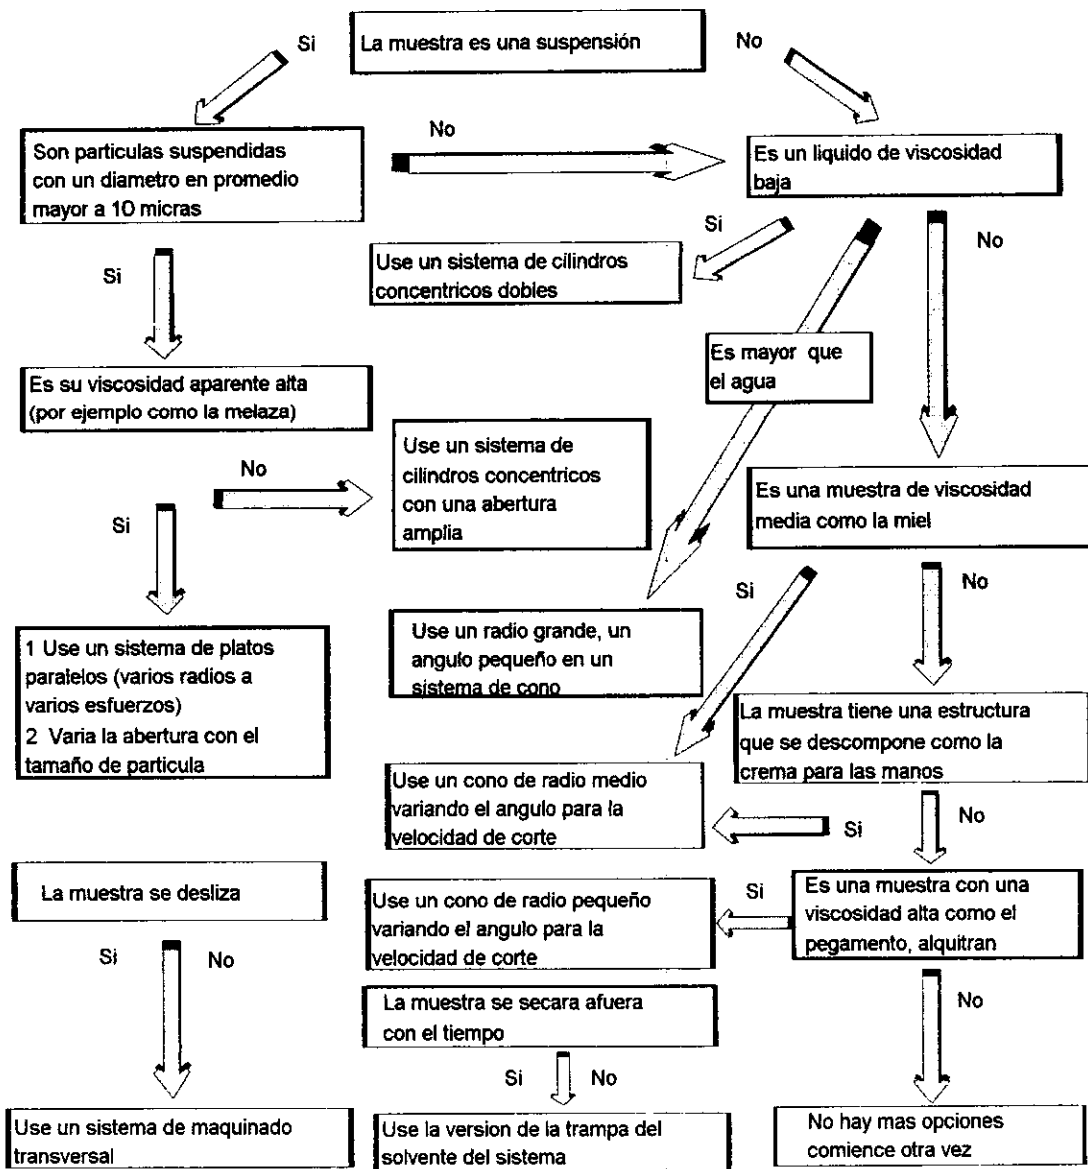 Si
La muestra es una suspensión
No
Son particulas suspendidas
con un diametro en promedio
mayor a 10 micras
No
Es un liquido de viscosidad
baja
Si
Use un sistema de cilindros
concentricos dobles
Si
No
Es mayor que
el agua
Es su viscosidad aparente alta
(por ejemplo como la melaza)
No
Use un sistema de
cilindros concentricos
con una abertura
amplia
Si
Es una muestra de viscosidad
media como la miel
1 Use un sistema de platos
paralelos (varios radios a
varios esfuerzos)
2 Varia la abertura con el
tamaño de particula
Use un radio grande, un
angulo pequeño en un
sistema de cono
Si
No
La muestra tiene una estructura
que se descompone como la
crema para las manos
Use un cono de radio medio
variando el angulo para la
velocidad de corte
Si
No
La muestra se desliza
Use un cono de radio pequeño
variando el angulo para la
velocidad de corte
Si
Es una muestra con una
viscosidad alta como el
pegamento, alquitran
Si
No
La muestra se secara afuera
con el tiempo
No
Si
No
Use un sistema de maquinado
transversal
Use la version de la trampa del
solvente del sistema
No hay mas opciones
comience otra vez